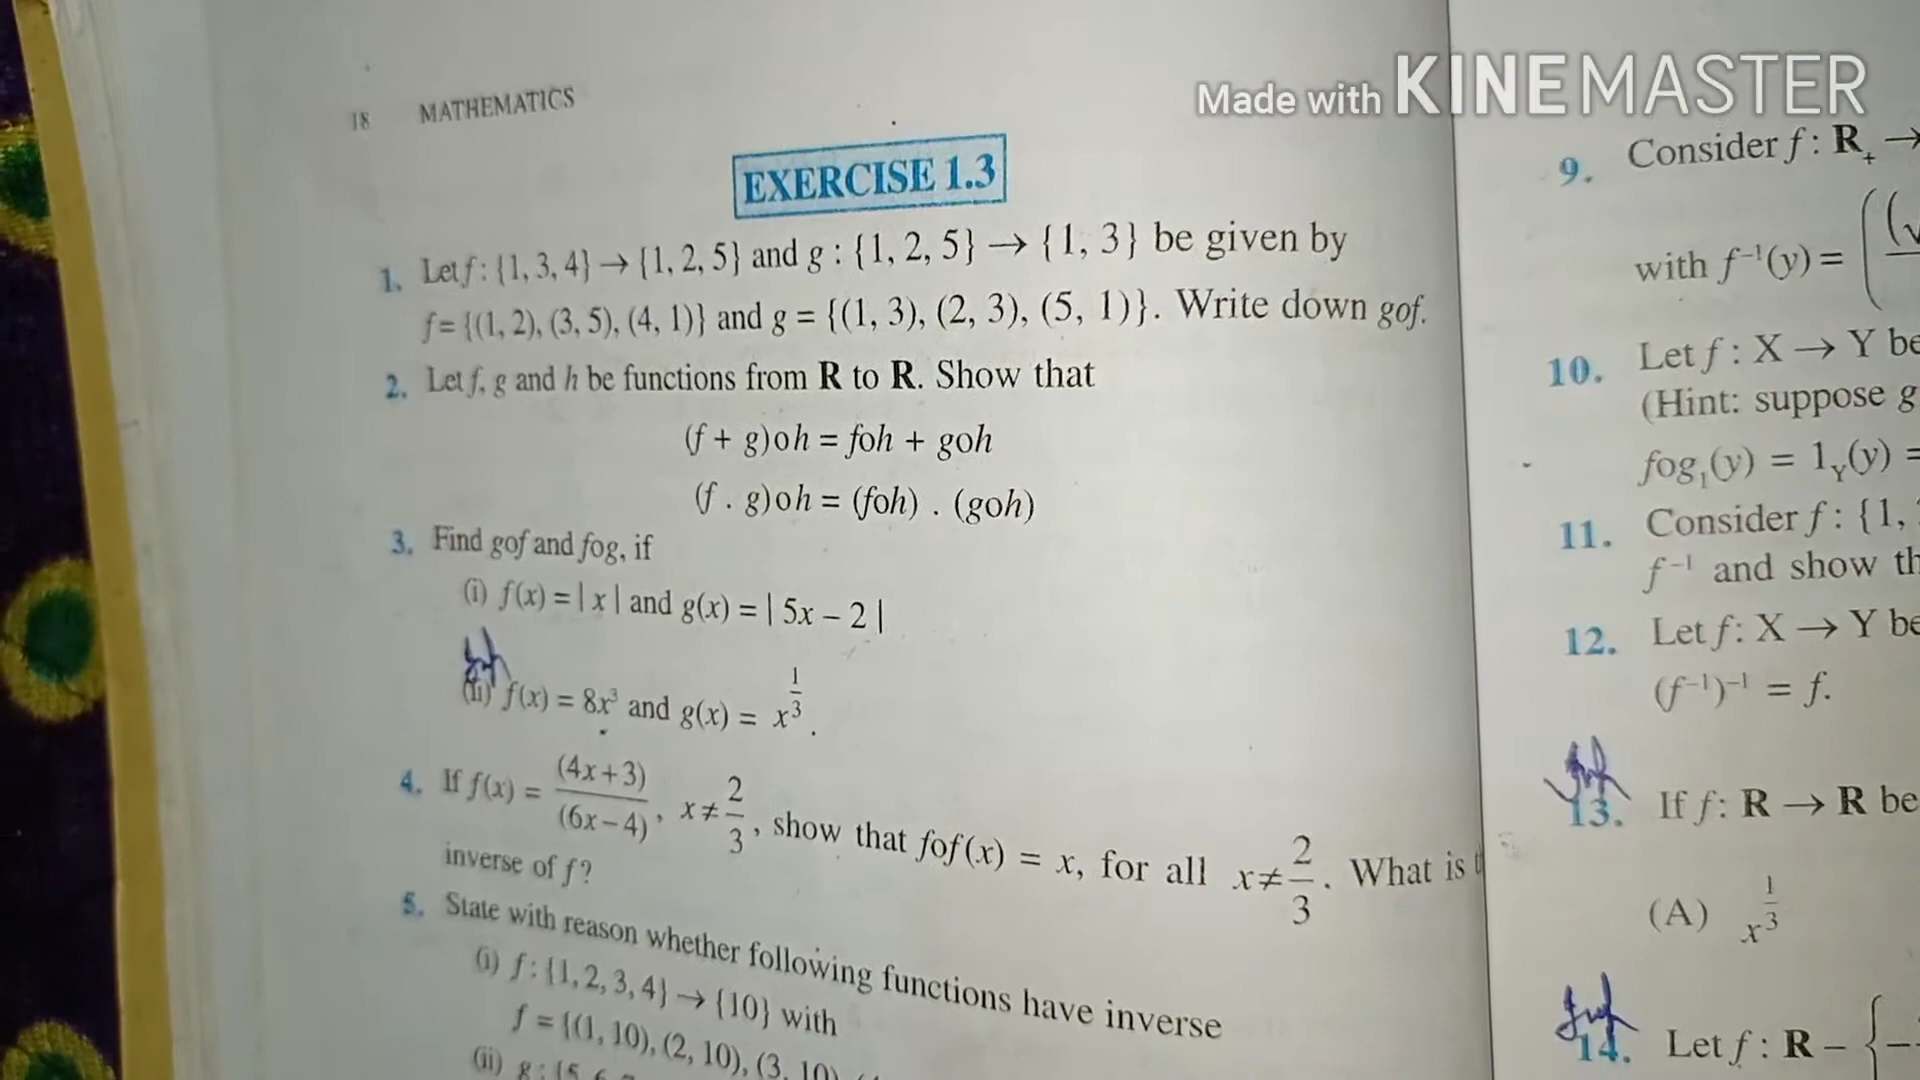 Made with KINEMASTER
18 MATHEMATICS
EXERCISE 1.3
1. Let f : {1, 3, 4} → {1, 2, 5} and g : {1, 2, 5} → {1, 3} be given by
f = {(1, 2), (3, 5), (4, 1)} and g = {(1, 3), (2, 3), (5, 1)}. Write down gof.
2. Let f, g and h be functions from R to R. Show that
(f + g)oh = foh + goh
(f . g)oh = (foh) . (goh)
3. Find gof and fog, if
(i) f(x) = | x | and g(x) = | 5x – 2 |
(ii) f(x) = 8x³ and g(x) = x^(1/3).
4. If f(x) = (4x+3)/(6x–4), x ≠ 2/3, show that fof(x) = x, for all x ≠ 2/3. What is
inverse of f?
5. State with reason whether following functions have inverse
(i) f : {1, 2, 3, 4} → {10} with
f = {(1, 10), (2, 10), (3, 10)
(ii) g : {5
9. Consider f : R₊ →
with f⁻¹(y) =
10. Let f : X → Y be
(Hint: suppose g
fog₁(y) = 1_Y(y) =
11. Consider f : {1,
f⁻¹ and show th
12. Let f: X → Y be
(f⁻¹)⁻¹ = f.
13. If f: R → R be
(A) x^(1/3)
14. Let f : R – {–